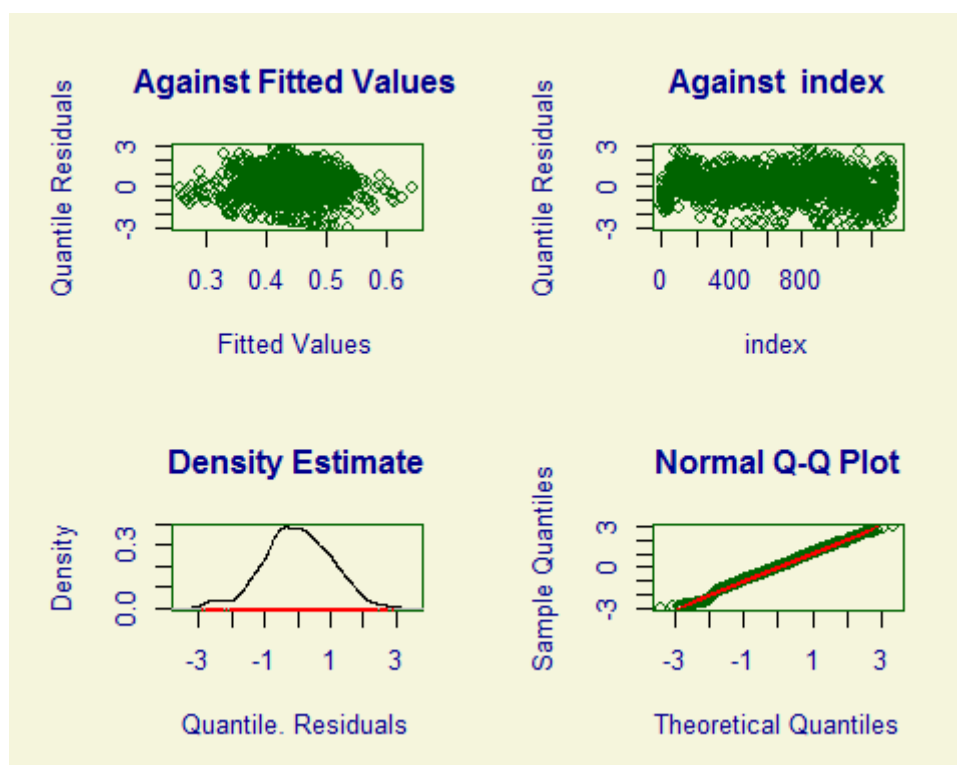 Against Fitted Values
Quantile Residuals
3
0
-3
0.3 0.4 0.5 0.6
Fitted Values
Against index
Quantile Residuals
3
0
-3
0 400 800
index
Density Estimate
Density
0.3
0.0
-3 -1 1 3
Quantile. Residuals
Normal Q-Q Plot
Sample Quantiles
3
0
-3
-3 -1 1 3
Theoretical Quantiles